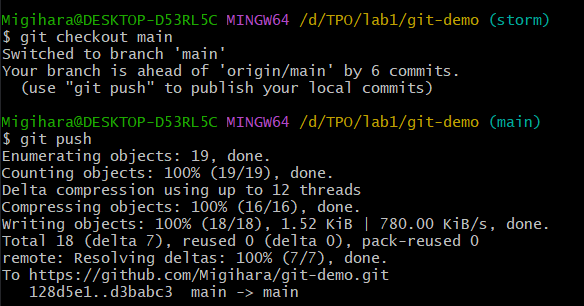 Migihara@DESKTOP-D53RL5C MINGW64 /d/TPO/lab1/git-demo (storm)
$ git checkout main
Switched to branch 'main'
Your branch is ahead of 'origin/main' by 6 commits.
  (use "git push" to publish your local commits)

Migihara@DESKTOP-D53RL5C MINGW64 /d/TPO/lab1/git-demo (main)
$ git push
Enumerating objects: 19, done.
Counting objects: 100% (19/19), done.
Delta compression using up to 12 threads
Compressing objects: 100% (16/16), done.
Writing objects: 100% (18/18), 1.52 KiB | 780.00 KiB/s, done.
Total 18 (delta 7), reused 0 (delta 0), pack-reused 0
remote: Resolving deltas: 100% (7/7), done.
To https://github.com/Migihara/git-demo.git
   128d5e1..d3babc3  main -> main